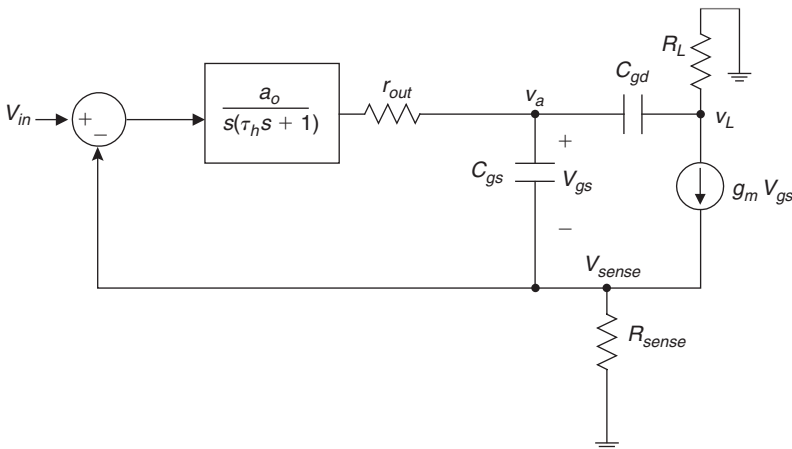 R_L
C_gd
r_out
a_o
s(τ_h s + 1)
V_in
+
−
v_a
v_L
+
C_gs
V_gs
−
g_m V_gs
V_sense
R_sense